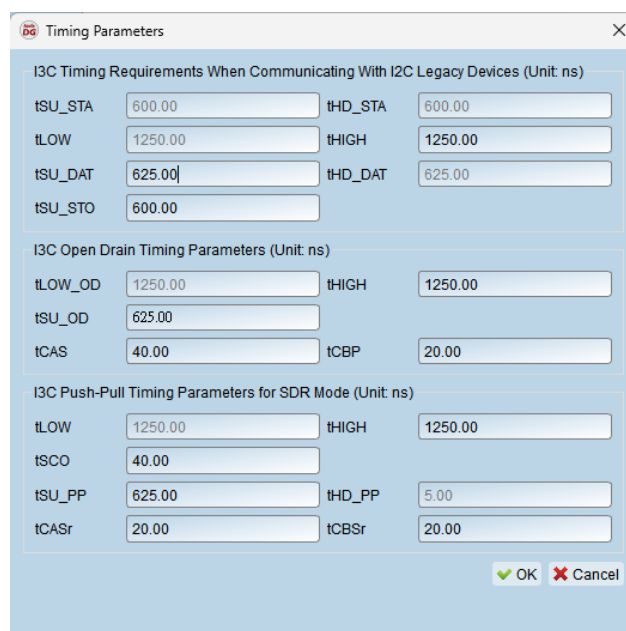 Timing Parameters
I3C Timing Requirements When Communicating With I2C Legacy Devices (Unit: ns)
tSU_STA 600.00 tHD_STA 600.00
tLOW 1250.00 tHIGH 1250.00
tSU_DAT 625.00 tHD_DAT 625.00
tSU_STO 600.00
I3C Open Drain Timing Parameters (Unit: ns)
tLOW_OD 1250.00 tHIGH 1250.00
tSU_OD 625.00
tCAS 40.00 tCBP 20.00
I3C Push-Pull Timing Parameters for SDR Mode (Unit: ns)
tLOW 1250.00 tHIGH 1250.00
tSCO 40.00
tSU_PP 625.00 tHD_PP 5.00
tCASr 20.00 tCBSr 20.00
OK Cancel